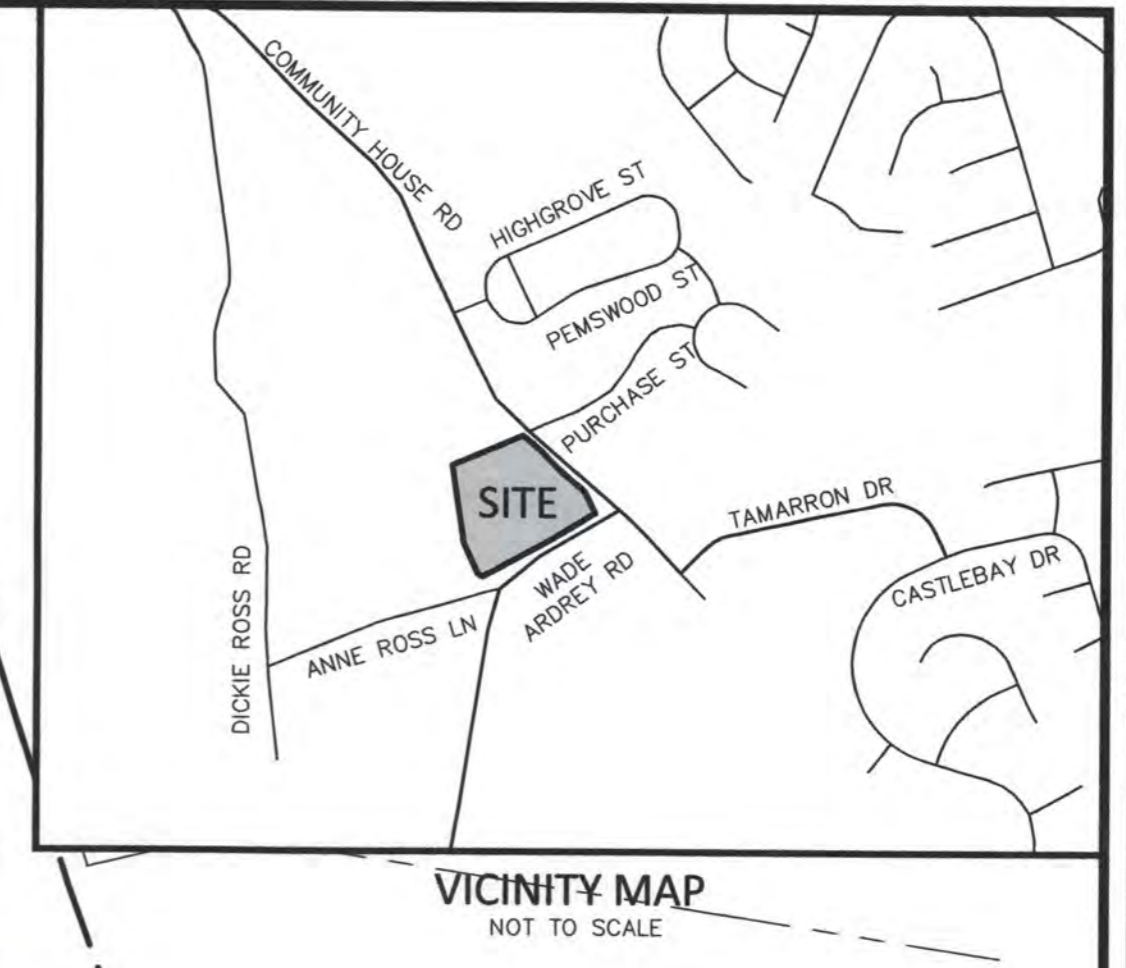 COMMUNITY HOUSE RD
HIGHGROVE ST
PEMSWOOD ST
PURCHASE ST
SITE
TAMARRON DR
WADE
ARDREY RD
CASTLEBAY DR
DICKIE ROSS RD
ANNE ROSS LN
VICINITY MAP
NOT TO SCALE